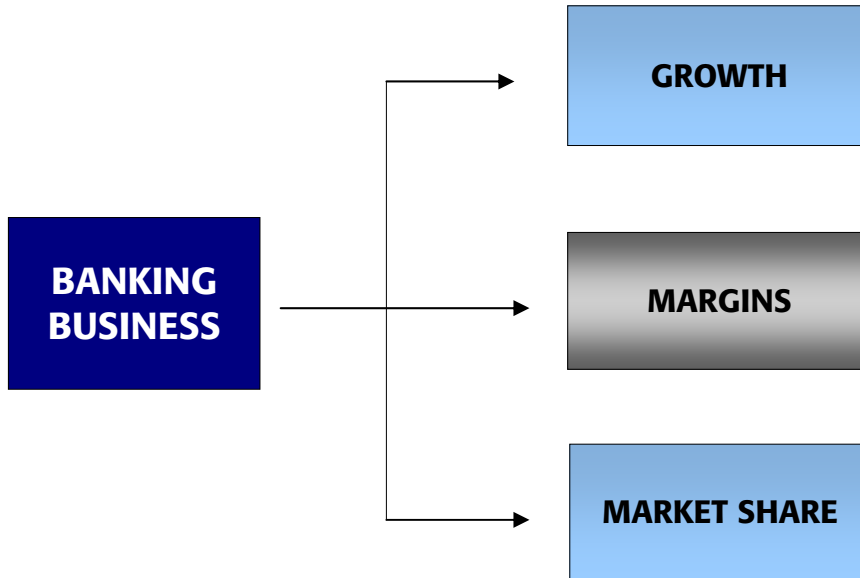 GROWTH
BANKING
BUSINESS
MARGINS
MARKET SHARE